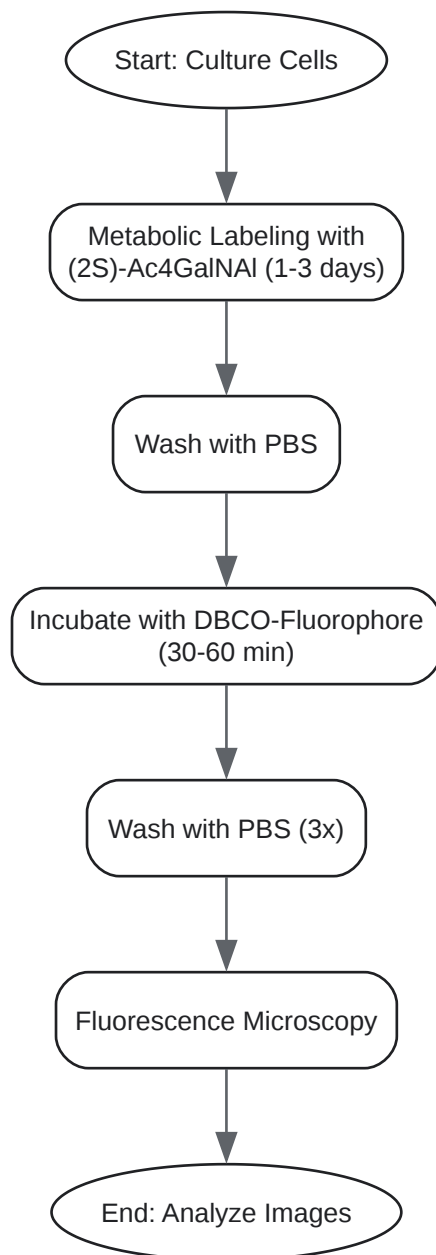 Start: Culture Cells
Metabolic Labeling with
(2S)-Ac4GalNAl (1-3 days)
Wash with PBS
Incubate with DBCO-Fluorophore
(30-60 min)
Wash with PBS (3x)
Fluorescence Microscopy
End: Analyze Images